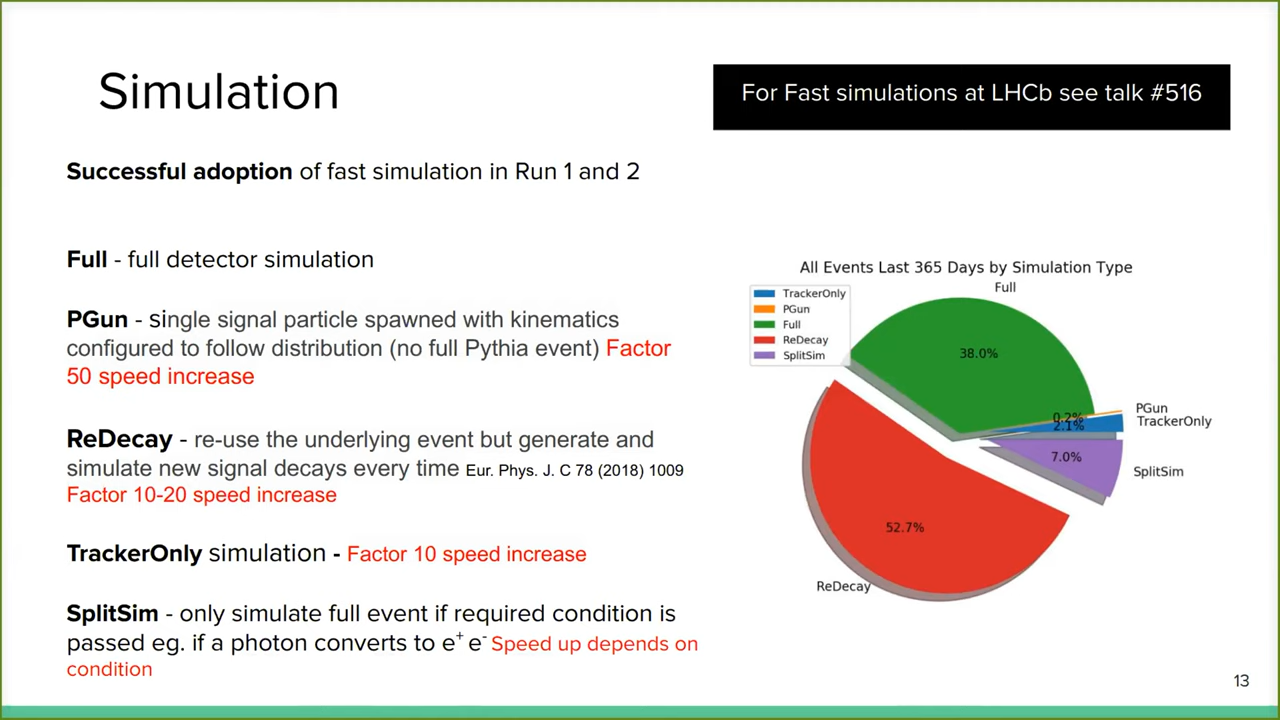 Simulation
For Fast simulations at LHCb see talk #516
Successful adoption of fast simulation in Run 1 and 2
Full - full detector simulation
PGun - single signal particle spawned with kinematics
configured to follow distribution (no full Pythia event) Factor
50 speed increase
ReDecay - re-use the underlying event but generate and
simulate new signal decays every time Eur. Phys. J. C 78 (2018) 1009
Factor 10-20 speed increase
TrackerOnly simulation - Factor 10 speed increase
SplitSim - only simulate full event if required condition is
passed eg. if a photon converts to e⁺ e⁻ Speed up depends on
condition
All Events Last 365 Days by Simulation Type
TrackerOnly
PGun
Full
ReDecay
SplitSim
Full
38.0%
0.2%
PGun
2.1%
TrackerOnly
7.0%
SplitSim
52.7%
ReDecay
13